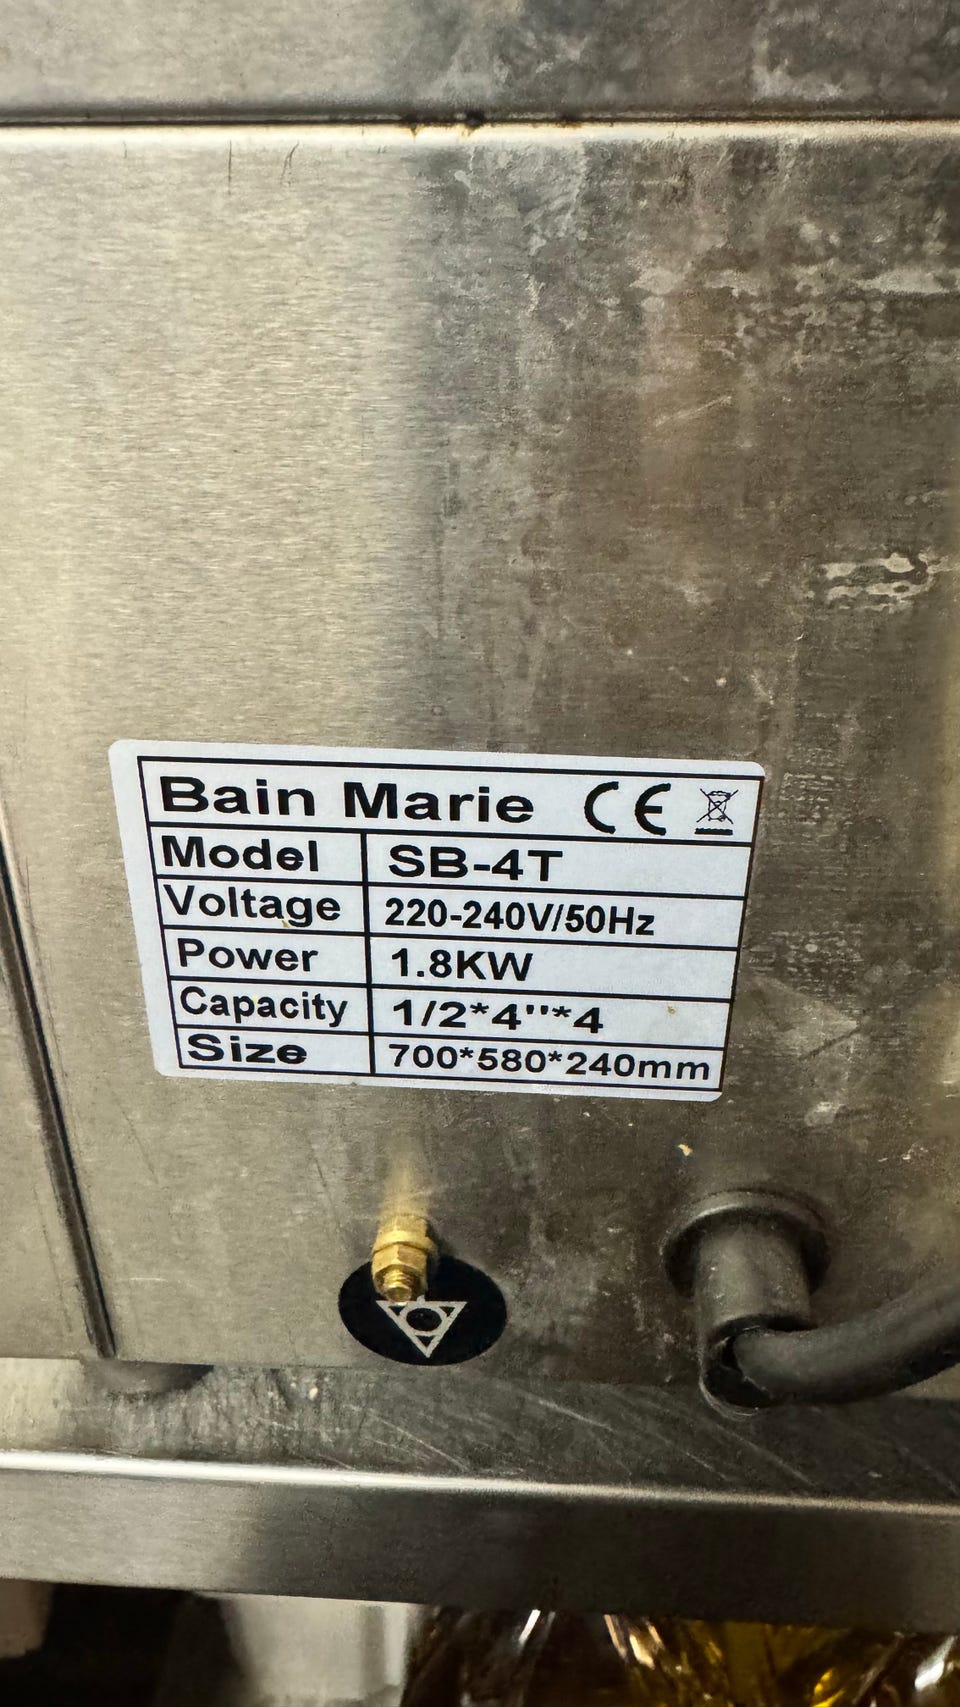 Bain Marie CE
Model SB-4T
Voltage 220-240V/50Hz
Power 1.8KW
Capacity 1/2*4''*4
Size 700*580*240mm